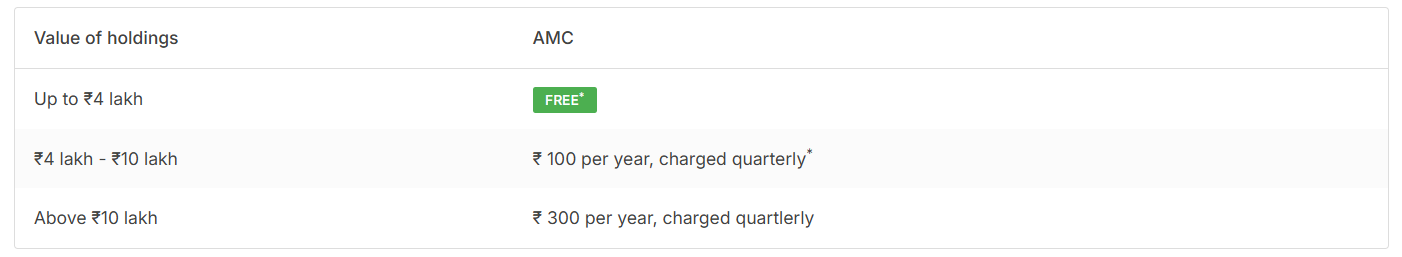 Value of holdings AMC
Up to ₹4 lakh FREE*
₹4 lakh - ₹10 lakh ₹ 100 per year, charged quarterly*
Above ₹10 lakh ₹ 300 per year, charged quartlerly